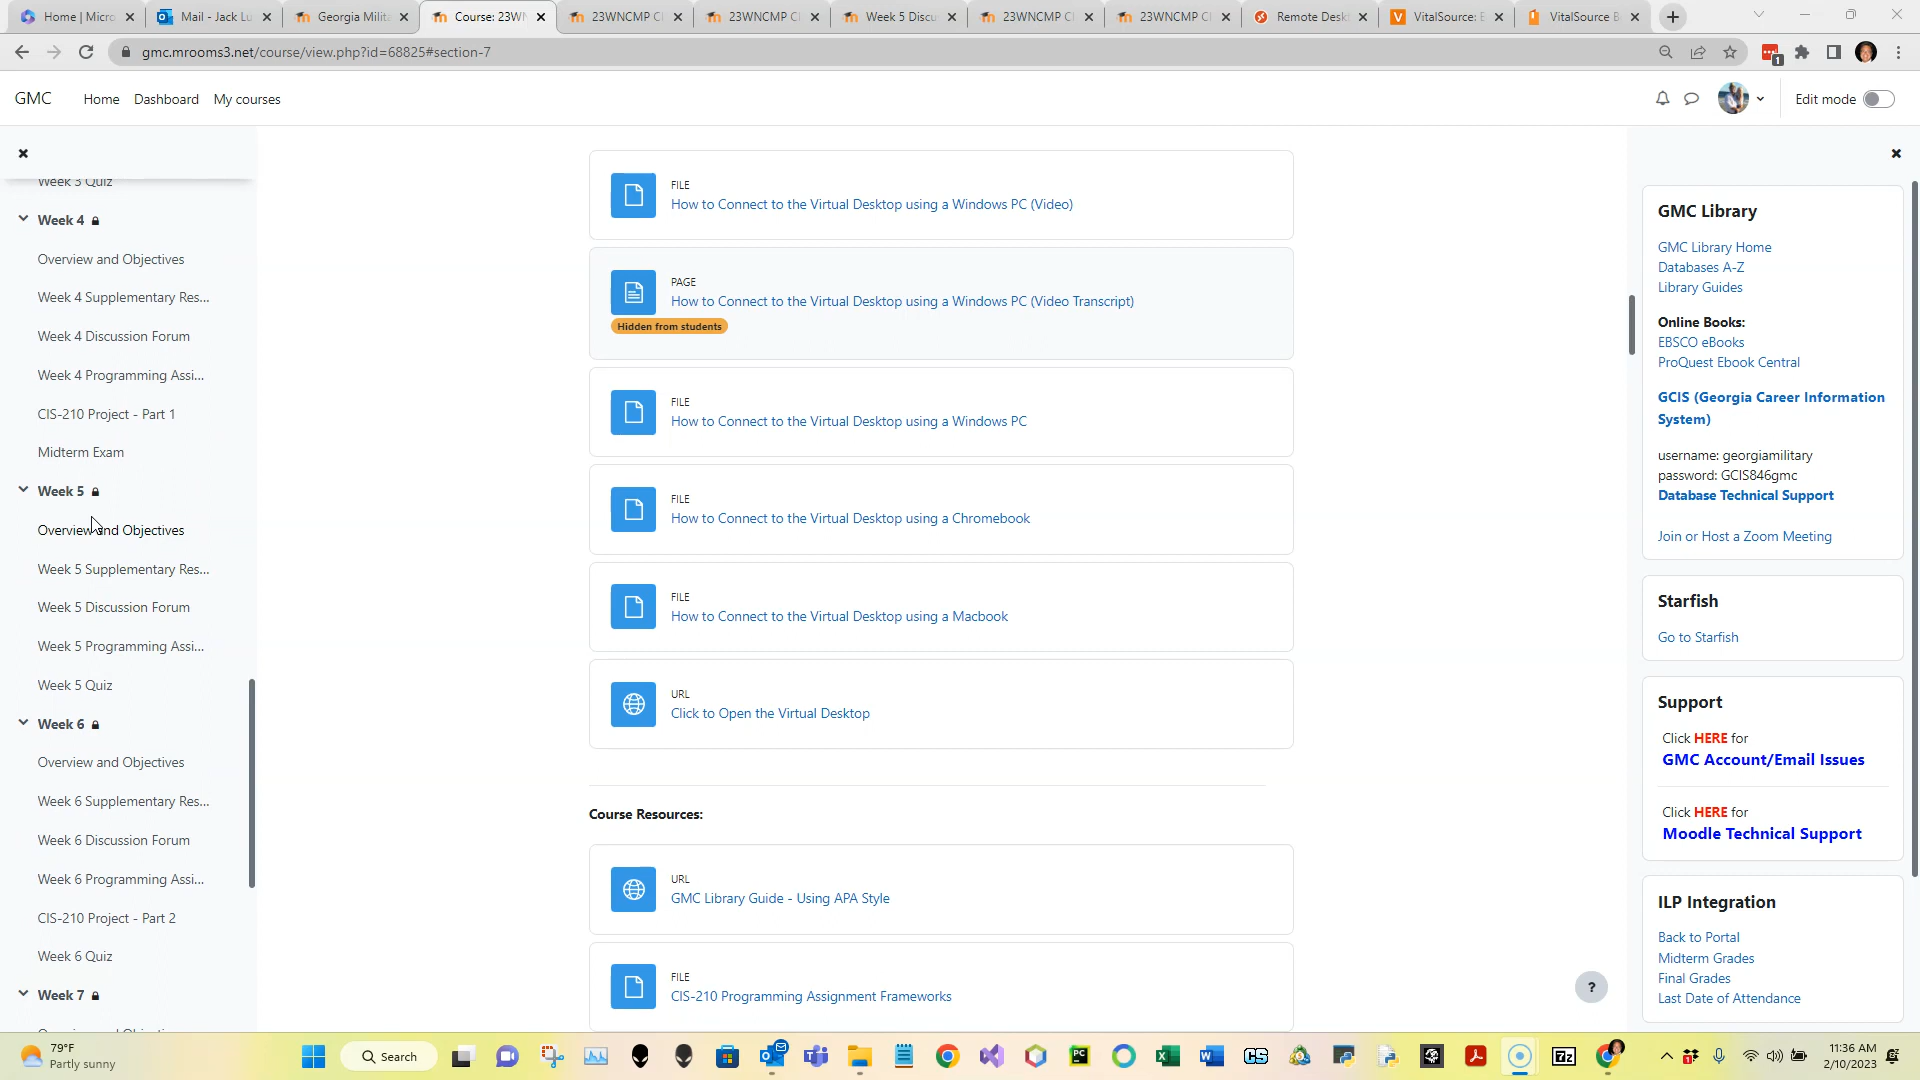 Home | Micro
Mail - Jack Lu
Georgia Milita
Course: 23WN
23WNCMP CI
23WNCMP CI
Week 5 Discu
23WNCMP CI
23WNCMP CI
Remote Deskt
VitalSource: E
VitalSource B
gmc.mrooms3.net/course/view.php?id=68825#section-7
1
GMC
Home
Dashboard
My courses
Edit mode
Week 3 Quiz
Week 4
Overview and Objectives
Week 4 Supplementary Res...
Week 4 Discussion Forum
Week 4 Programming Assi...
CIS-210 Project - Part 1
Midterm Exam
Week 5
Overview and Objectives
Week 5 Supplementary Res...
Week 5 Discussion Forum
Week 5 Programming Assi...
Week 5 Quiz
Week 6
Overview and Objectives
Week 6 Supplementary Res...
Week 6 Discussion Forum
Week 6 Programming Assi...
CIS-210 Project - Part 2
Week 6 Quiz
Week 7
FILE
How to Connect to the Virtual Desktop using a Windows PC (Video)
PAGE
How to Connect to the Virtual Desktop using a Windows PC (Video Transcript)
Hidden from students
FILE
How to Connect to the Virtual Desktop using a Windows PC
FILE
How to Connect to the Virtual Desktop using a Chromebook
FILE
How to Connect to the Virtual Desktop using a Macbook
URL
Click to Open the Virtual Desktop
Course Resources:
URL
GMC Library Guide - Using APA Style
FILE
CIS-210 Programming Assignment Frameworks
GMC Library
GMC Library Home
Databases A-Z
Library Guides
Online Books:
EBSCO eBooks
ProQuest Ebook Central
GCIS (Georgia Career Information
System)
username: georgiamilitary
password: GCIS846gmc
Database Technical Support
Join or Host a Zoom Meeting
Starfish
Go to Starfish
Support
Click HERE for
GMC Account/Email Issues
Click HERE for
Moodle Technical Support
ILP Integration
Back to Portal
Midterm Grades
Final Grades
Last Date of Attendance
?
79°F
Partly sunny
Search
11:36 AM
2/10/2023